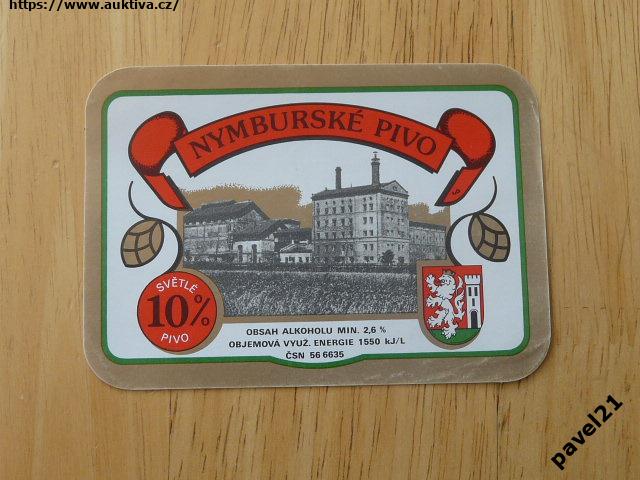 https://www.auktiva.cz/
NYMBURSKÉ PIVO
9
SVĚTLÉ
10%
PIVO
OBSAH ALKOHOLU MIN. 2,6 %
OBJEMOVÁ VYUŽ. ENERGIE 1550 kJ/L
ČSN 56 6635
pavel21